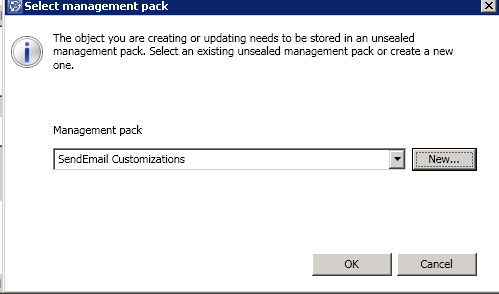 Select management pack
The object you are creating or updating needs to be stored in an unsealed
management pack. Select an existing unsealed management pack or create a new
one.
Management pack
SendEmail Customizations
New...
OK
Cancel